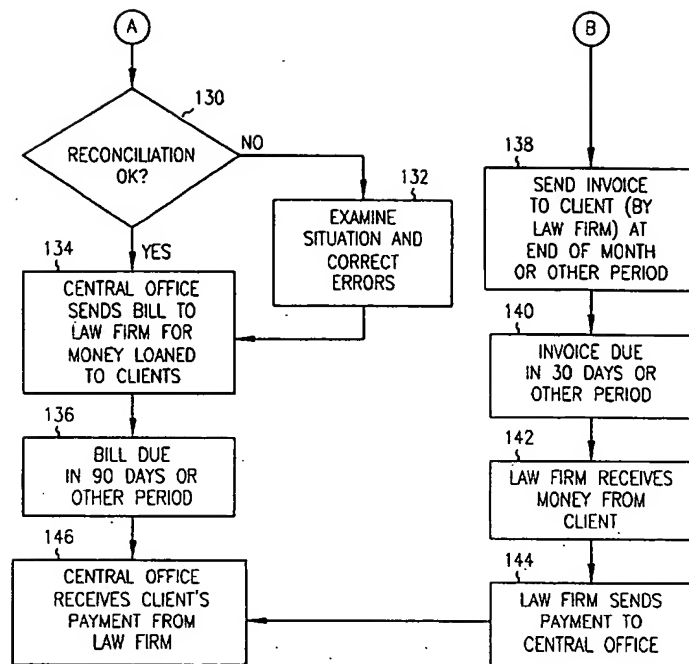 A
130
RECONCILIATION
OK?
NO
YES
132
EXAMINE
SITUATION AND
CORRECT
ERRORS
134
CENTRAL OFFICE
SENDS BILL TO
LAW FIRM FOR
MONEY LOANED
TO CLIENTS
136
BILL DUE
IN 90 DAYS OR
OTHER PERIOD
146
CENTRAL OFFICE
RECEIVES CLIENT'S
PAYMENT FROM
LAW FIRM
B
138
SEND INVOICE
TO CLIENT (BY
LAW FIRM) AT
END OF MONTH
OR OTHER PERIOD
140
INVOICE DUE
IN 30 DAYS OR
OTHER PERIOD
142
LAW FIRM RECEIVES
MONEY FROM
CLIENT
144
LAW FIRM SENDS
PAYMENT TO
CENTRAL OFFICE